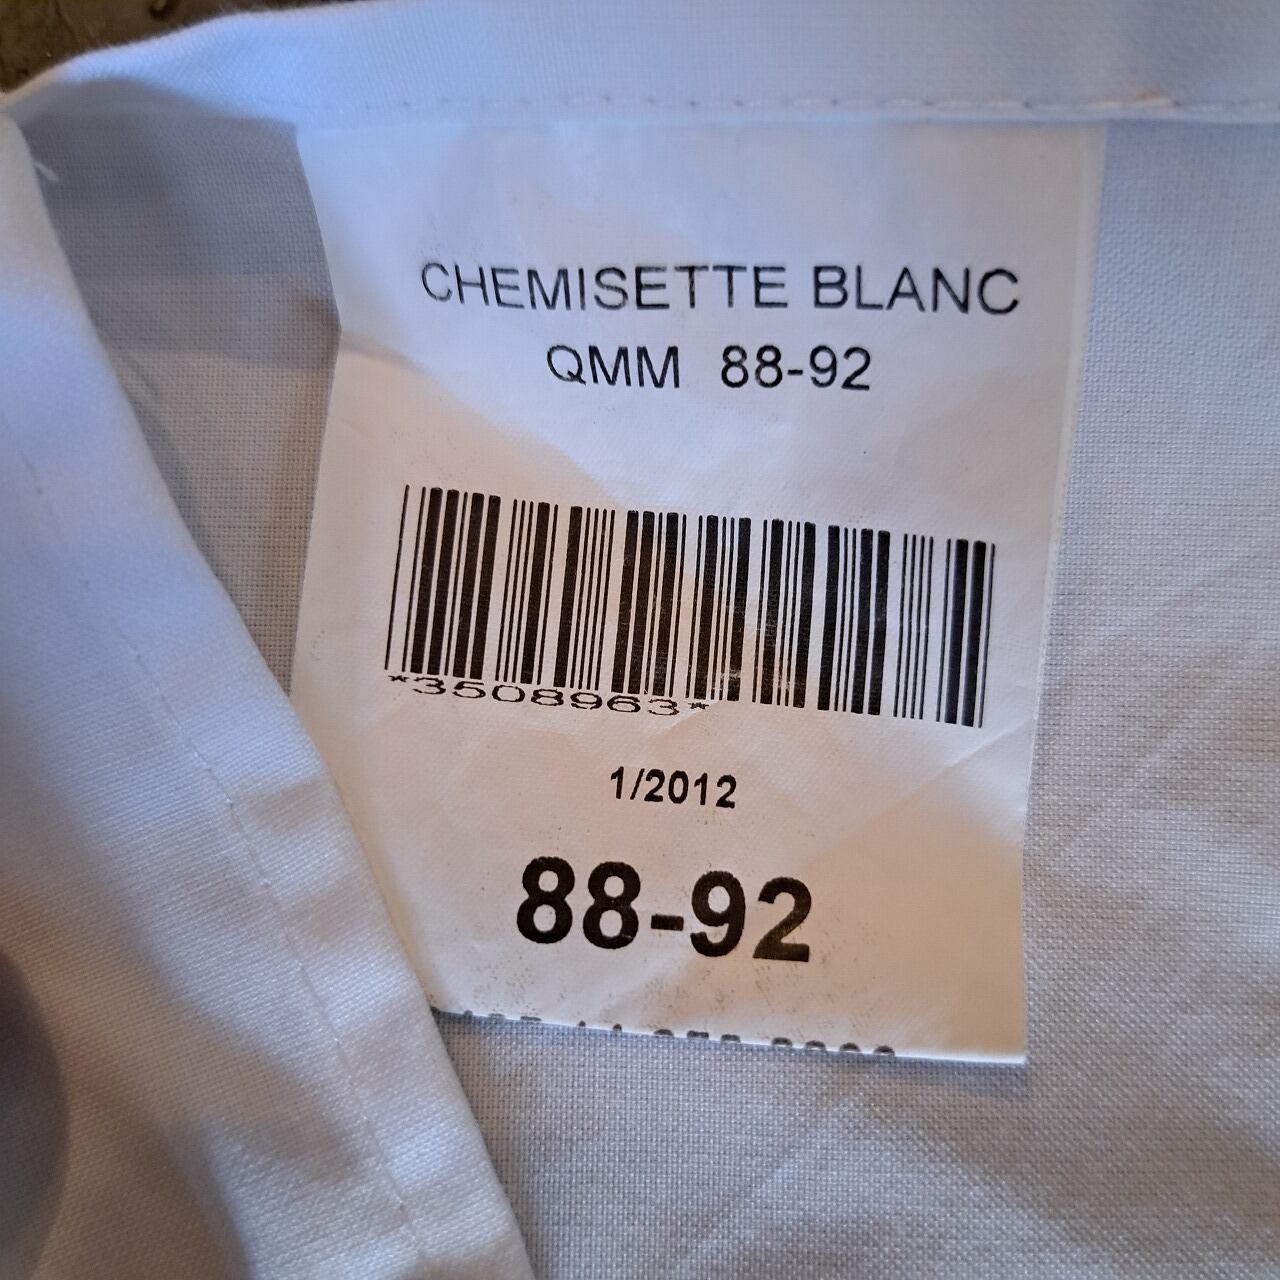 CHEMISETTE BLANC
QMM 88-92
*3508963*
1/2012
88-92